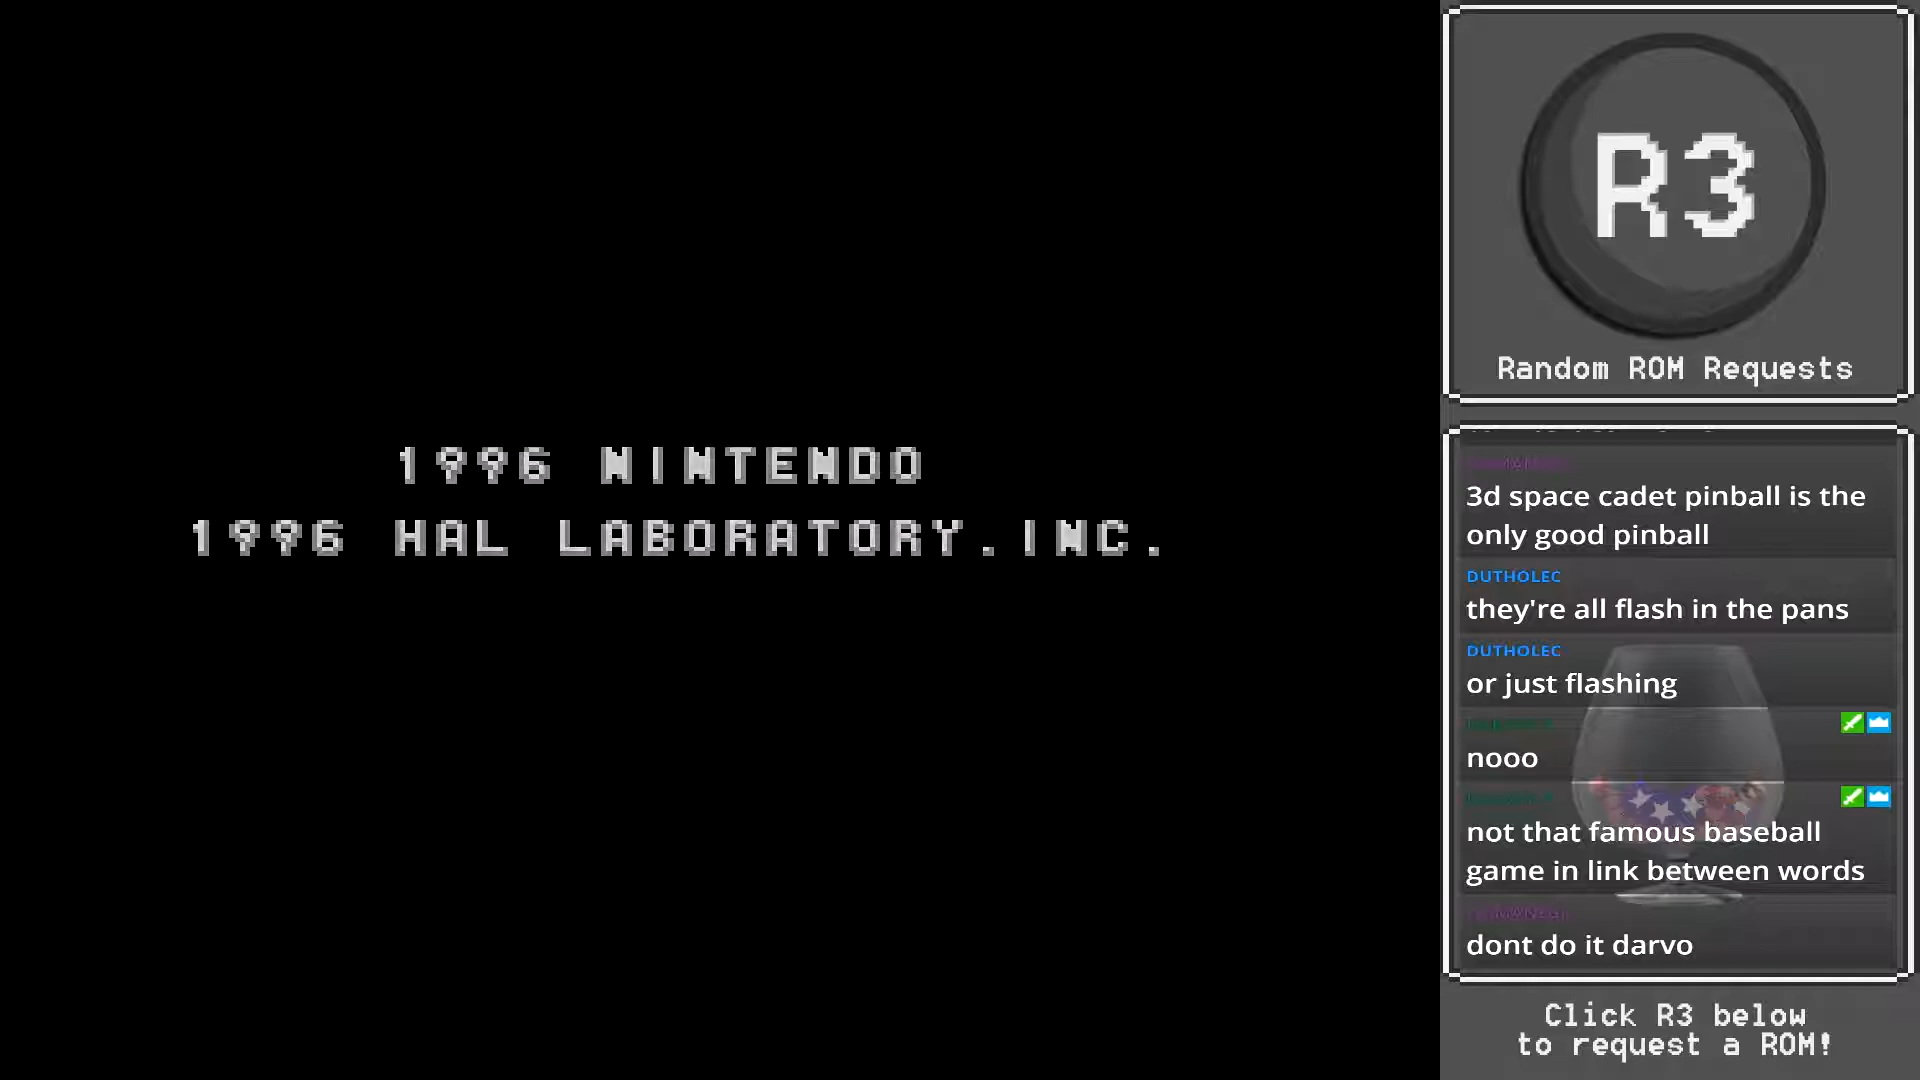 1996 NINTENDO
1996 HAL LABORATORY.INC.
R3
Random ROM Requests
3d space cadet pinball is the
only good pinball
DUTHOLEC
they're all flash in the pans
DUTHOLEC
or just flashing
nooo
not that famous baseball
game in link between words
dont do it darvo
Click R3 below
to request a ROM!